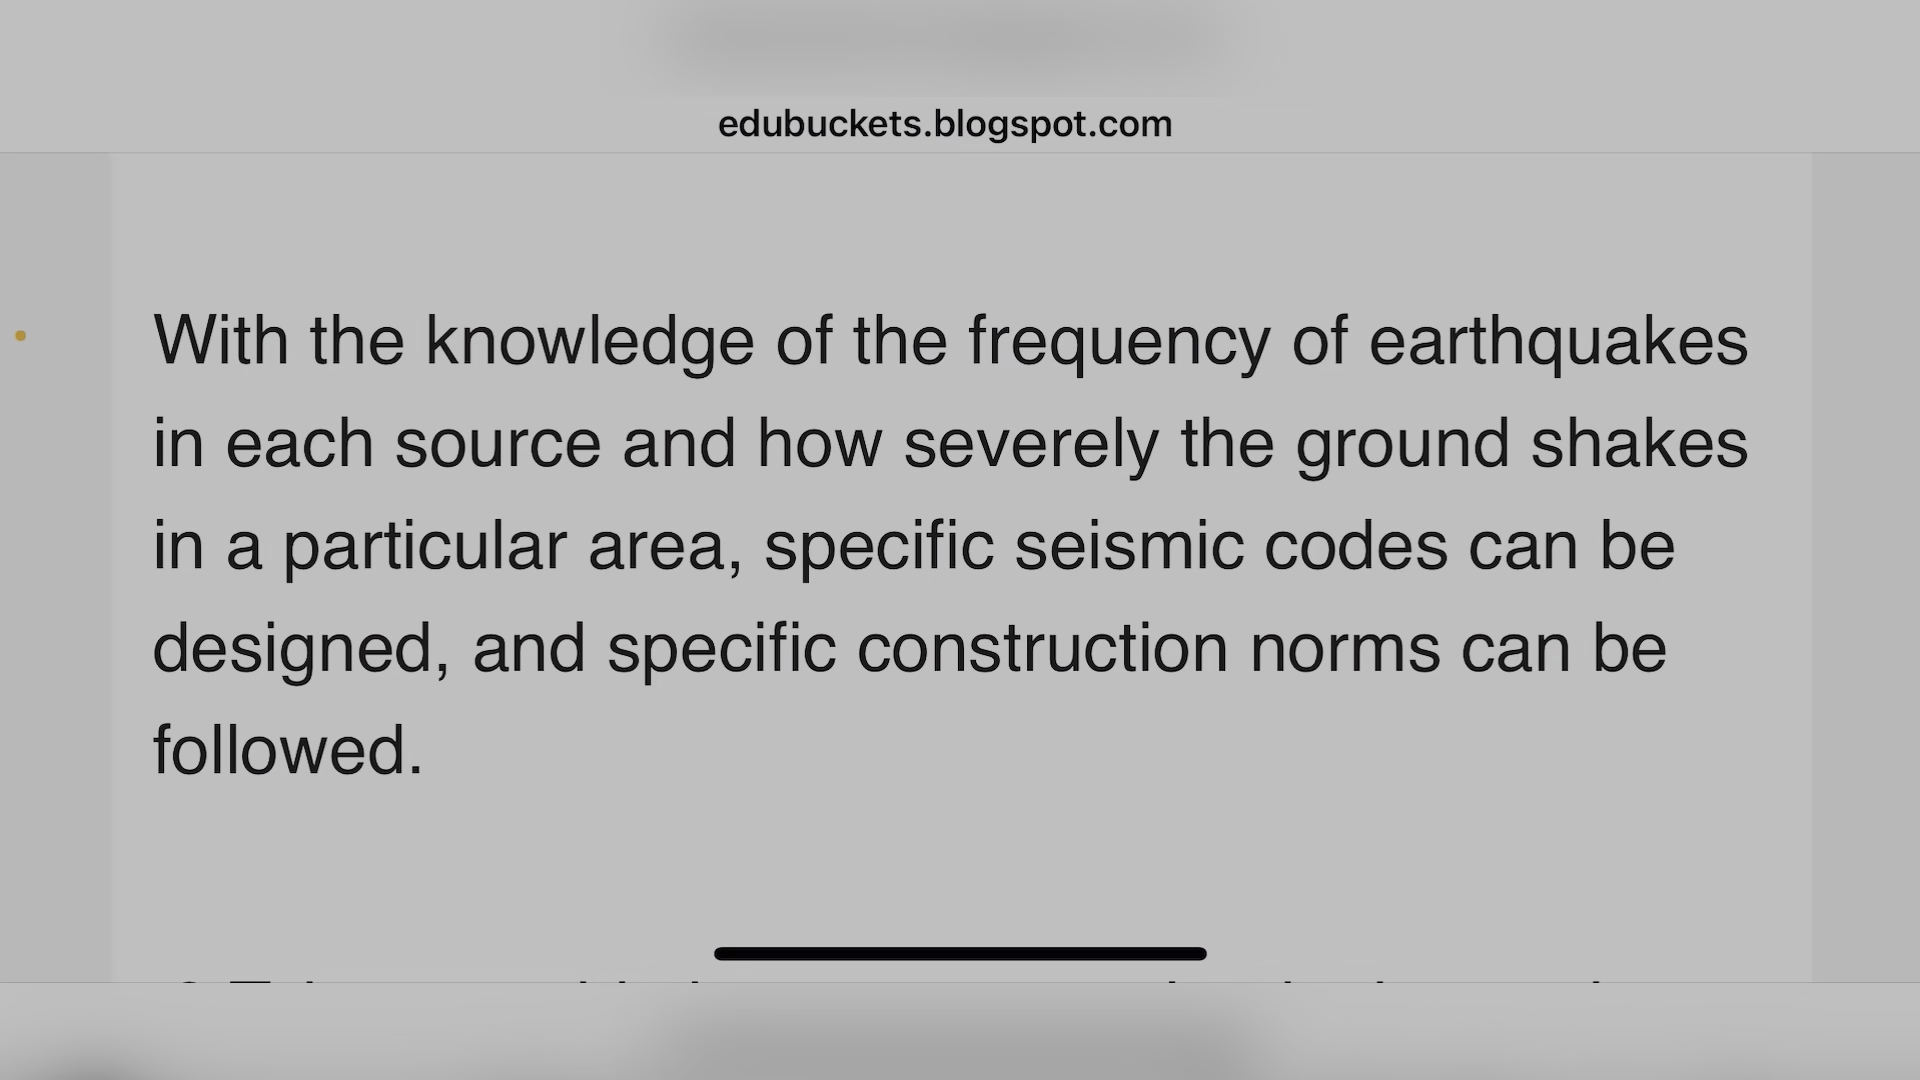 edubuckets.blogspot.com
With the knowledge of the frequency of earthquakes
in each source and how severely the ground shakes
in a particular area, specific seismic codes can be
designed, and specific construction norms can be
followed.